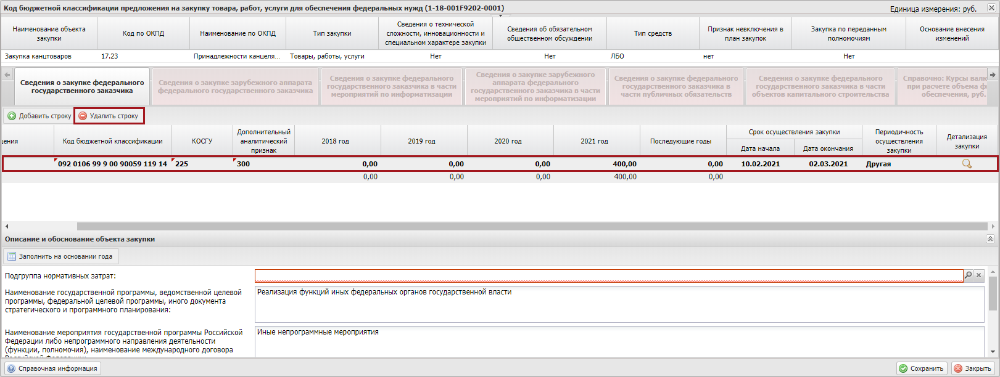 Код бюджетной классификации предложения на закупку товара, работ, услуги для обеспечения федеральных нужд (1-18-001F9202-0001)
Единица измерения: руб.
Наименование объекта
закупки
Код по ОКПД
Наименование по ОКПД
Тип закупки
Сведения о технической
сложности, инновационности и
специальном характере закупки
Сведения об обязательном
общественном обсуждении
Тип средств
Признак невключения в
план закупок
Закупка по переданным
полномочиям
Основание внесения
изменений
Закупка канцтоваров
17.23
Принадлежности канцеля...
Товары, работы, услуги
Нет
Нет
ЛБО
нет
Нет
Сведения о закупке федерального
государственного заказчика
Сведения о закупке зарубежного аппарата
федерального государственного заказчика
Сведения о закупке федерального
государственного заказчика в части
мероприятий по информатизации
Сведения о закупке зарубежного
аппарата федерального
государственного заказчика в части
мероприятий по информатизации
Сведения о закупке федерального
государственного заказчика в
части публичных обязательств
Сведения о закупке федерального
государственного заказчика в части
объектов капитального строительства
Справочно: Курсы вал
при расчете объема ф
обеспечения, руб.
Добавить строку
Удалить строку
щения
Код бюджетной классификации
КОСГУ
Дополнительный
аналитический
признак
2018 год
2019 год
2020 год
2021 год
Последующие годы
Срок осуществления закупки
Дата начала
Дата окончания
Периодичность
осуществления
закупки
Детализация
закупки
092 0106 99 9 00 90059 119 14
225
300
0,00
0,00
0,00
400,00
0,00
10.02.2021
02.03.2021
Другая
0,00
0,00
0,00
400,00
0,00
Описание и обоснование объекта закупки
Заполнить на основании года
Подгруппа нормативных затрат:
Наименование государственной программы, ведомственной целевой
программы, федеральной целевой программы, иного документа
стратегического и программного планирования:
Реализация функций иных федеральных органов государственной власти
Наименование мероприятия государственной программы Российской
Федерации либо непрограммного направления деятельности
(функции, полномочия), наименование международного договора
Российской Федерации:
Иные непрограммные мероприятия
Справочная информация
Сохранить
Закрыть